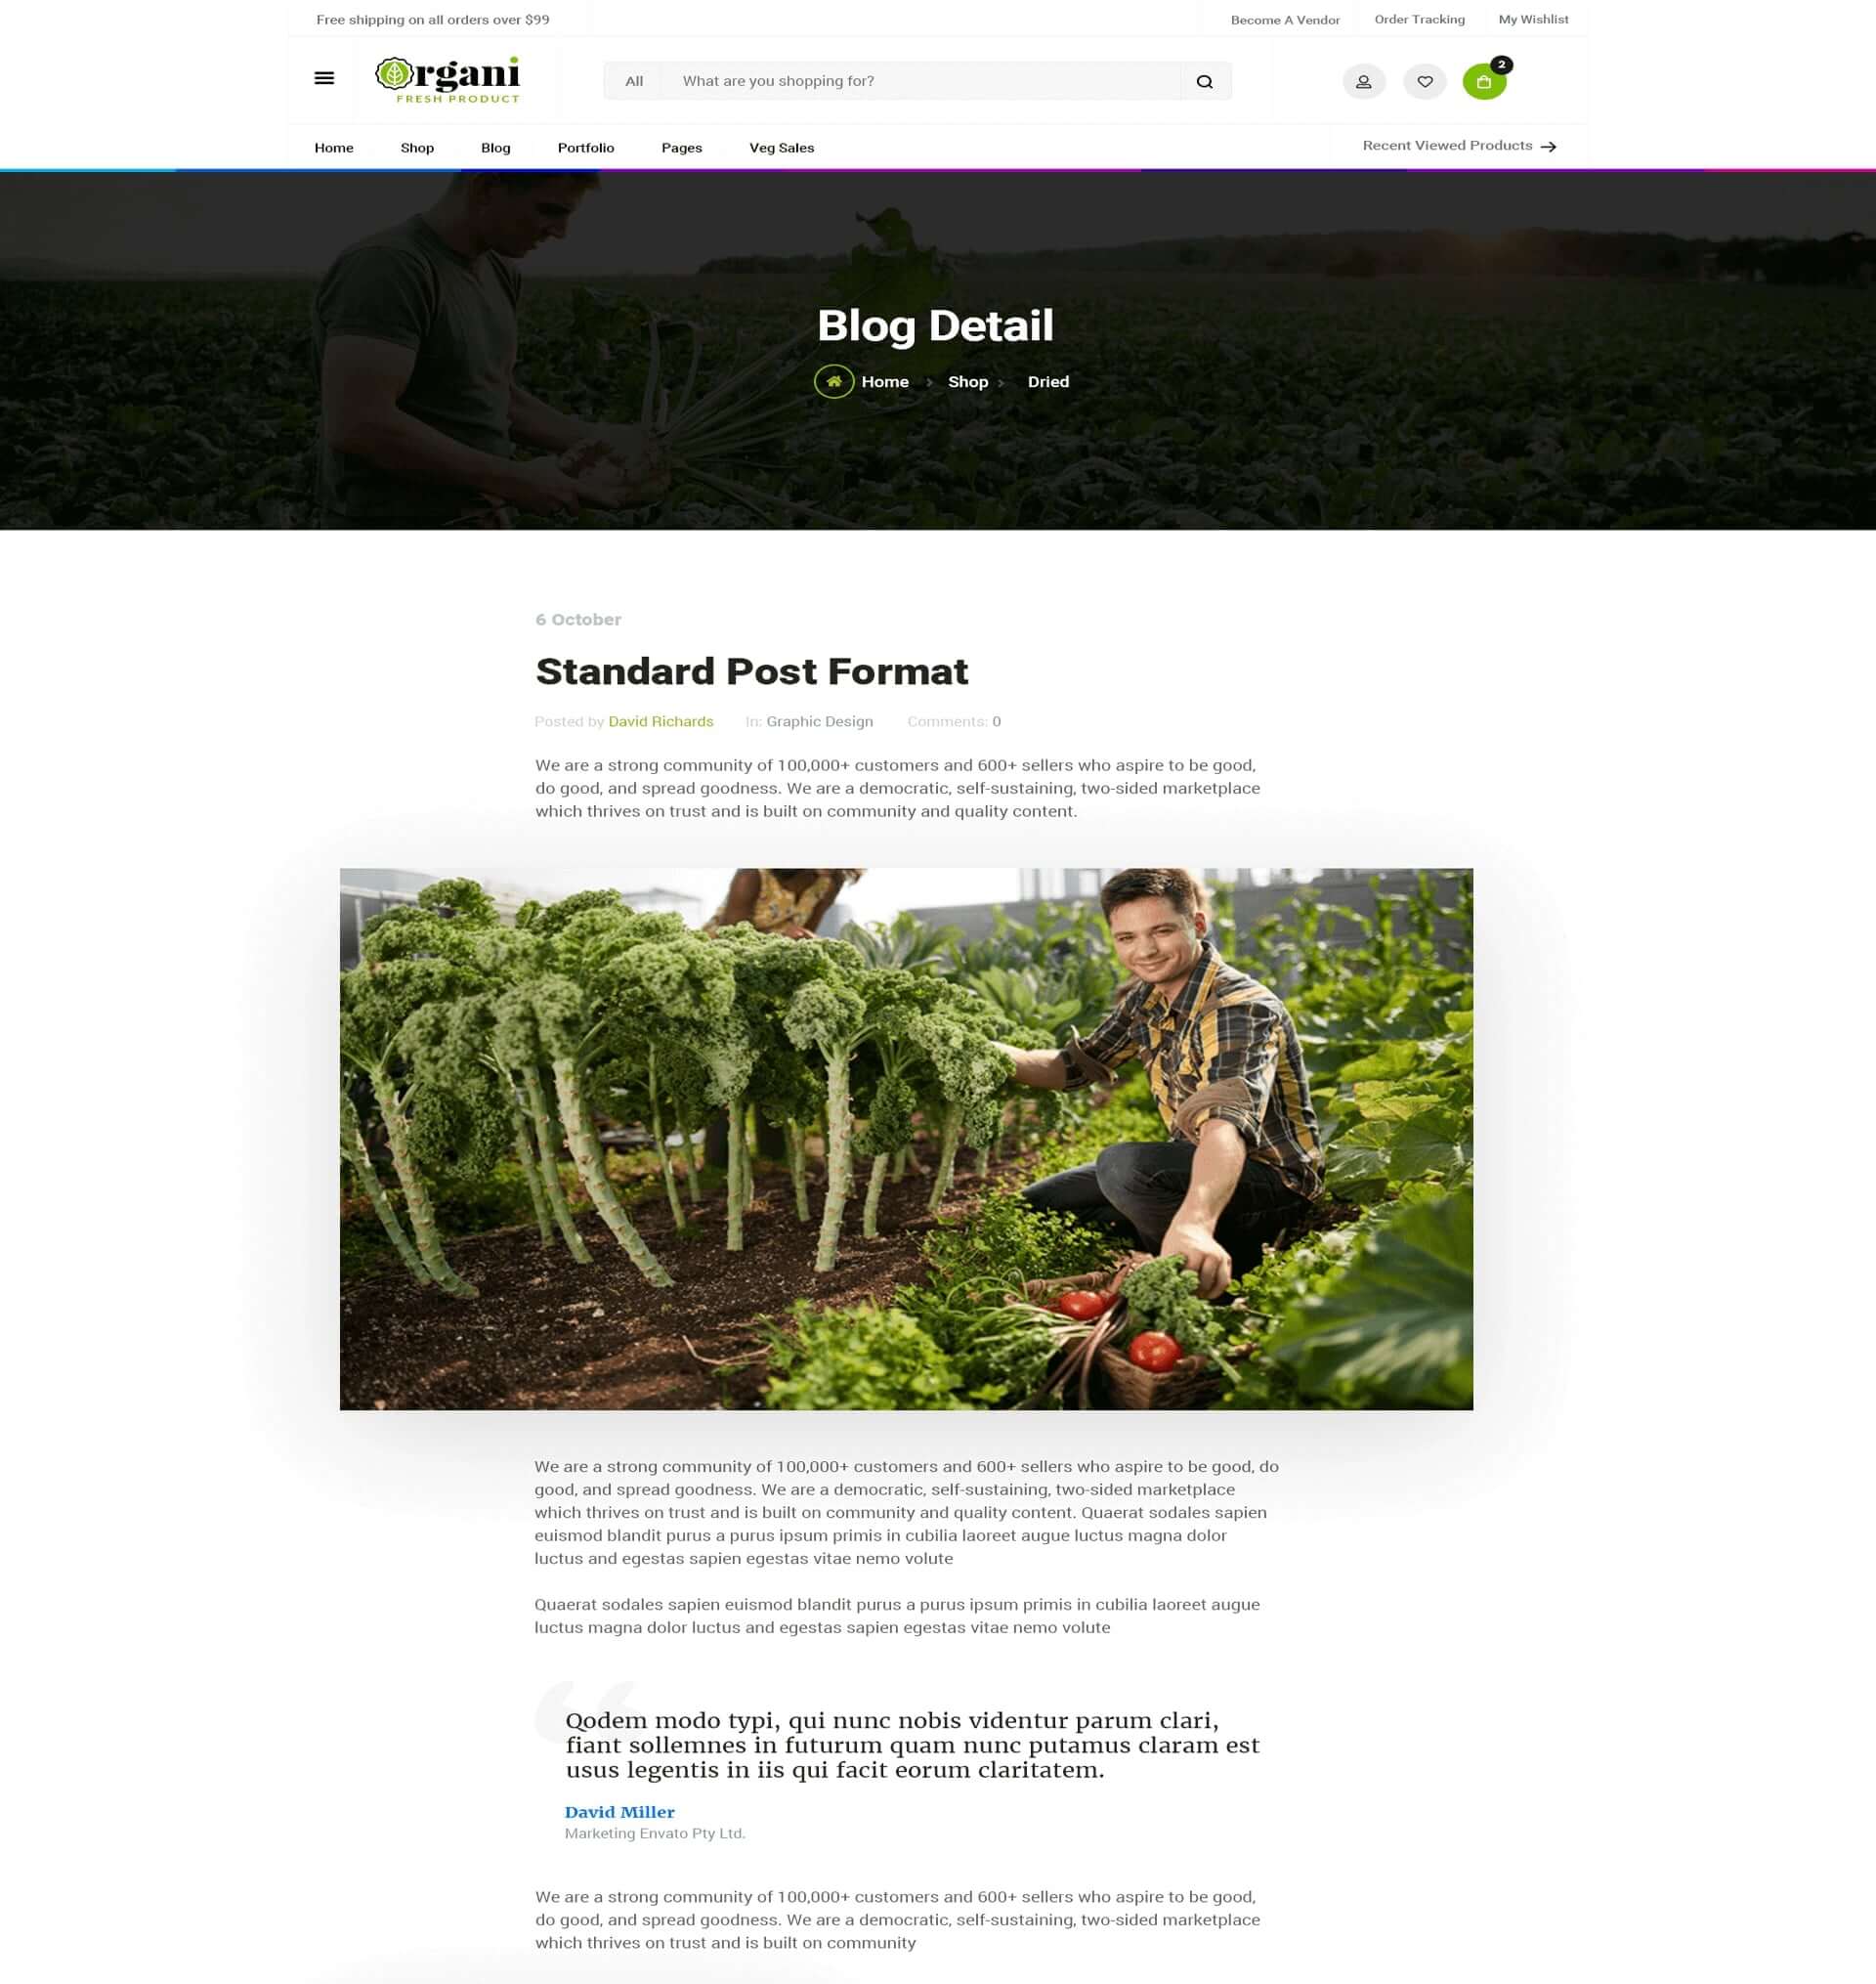 Free shipping on all orders over $99
Become A Vendor
Order Tracking
My Wishlist
Organi
FRESH PRODUCT
All
What are you shopping for?
2
Home
Shop
Blog
Portfolio
Pages
Veg Sales
Recent Viewed Products
Blog Detail
Home
Shop
Dried
6 October
Standard Post Format
Posted by David Richards
In: Graphic Design
Comments: 0
We are a strong community of 100,000+ customers and 600+ sellers who aspire to be good,
do good, and spread goodness. We are a democratic, self-sustaining, two-sided marketplace
which thrives on trust and is built on community and quality content.
We are a strong community of 100,000+ customers and 600+ sellers who aspire to be good, do
good, and spread goodness. We are a democratic, self-sustaining, two-sided marketplace
which thrives on trust and is built on community and quality content. Quaerat sodales sapien
euismod blandit purus a purus ipsum primis in cubilia laoreet augue luctus magna dolor
luctus and egestas sapien egestas vitae nemo volute
Quaerat sodales sapien euismod blandit purus a purus ipsum primis in cubilia laoreet augue
luctus magna dolor luctus and egestas sapien egestas vitae nemo volute
“
Qodem modo typi, qui nunc nobis videntur parum clari,
fiant sollemnes in futurum quam nunc putamus claram est
usus legentis in iis qui facit eorum claritatem.
David Miller
Marketing Envato Pty Ltd.
We are a strong community of 100,000+ customers and 600+ sellers who aspire to be good,
do good, and spread goodness. We are a democratic, self-sustaining, two-sided marketplace
which thrives on trust and is built on community